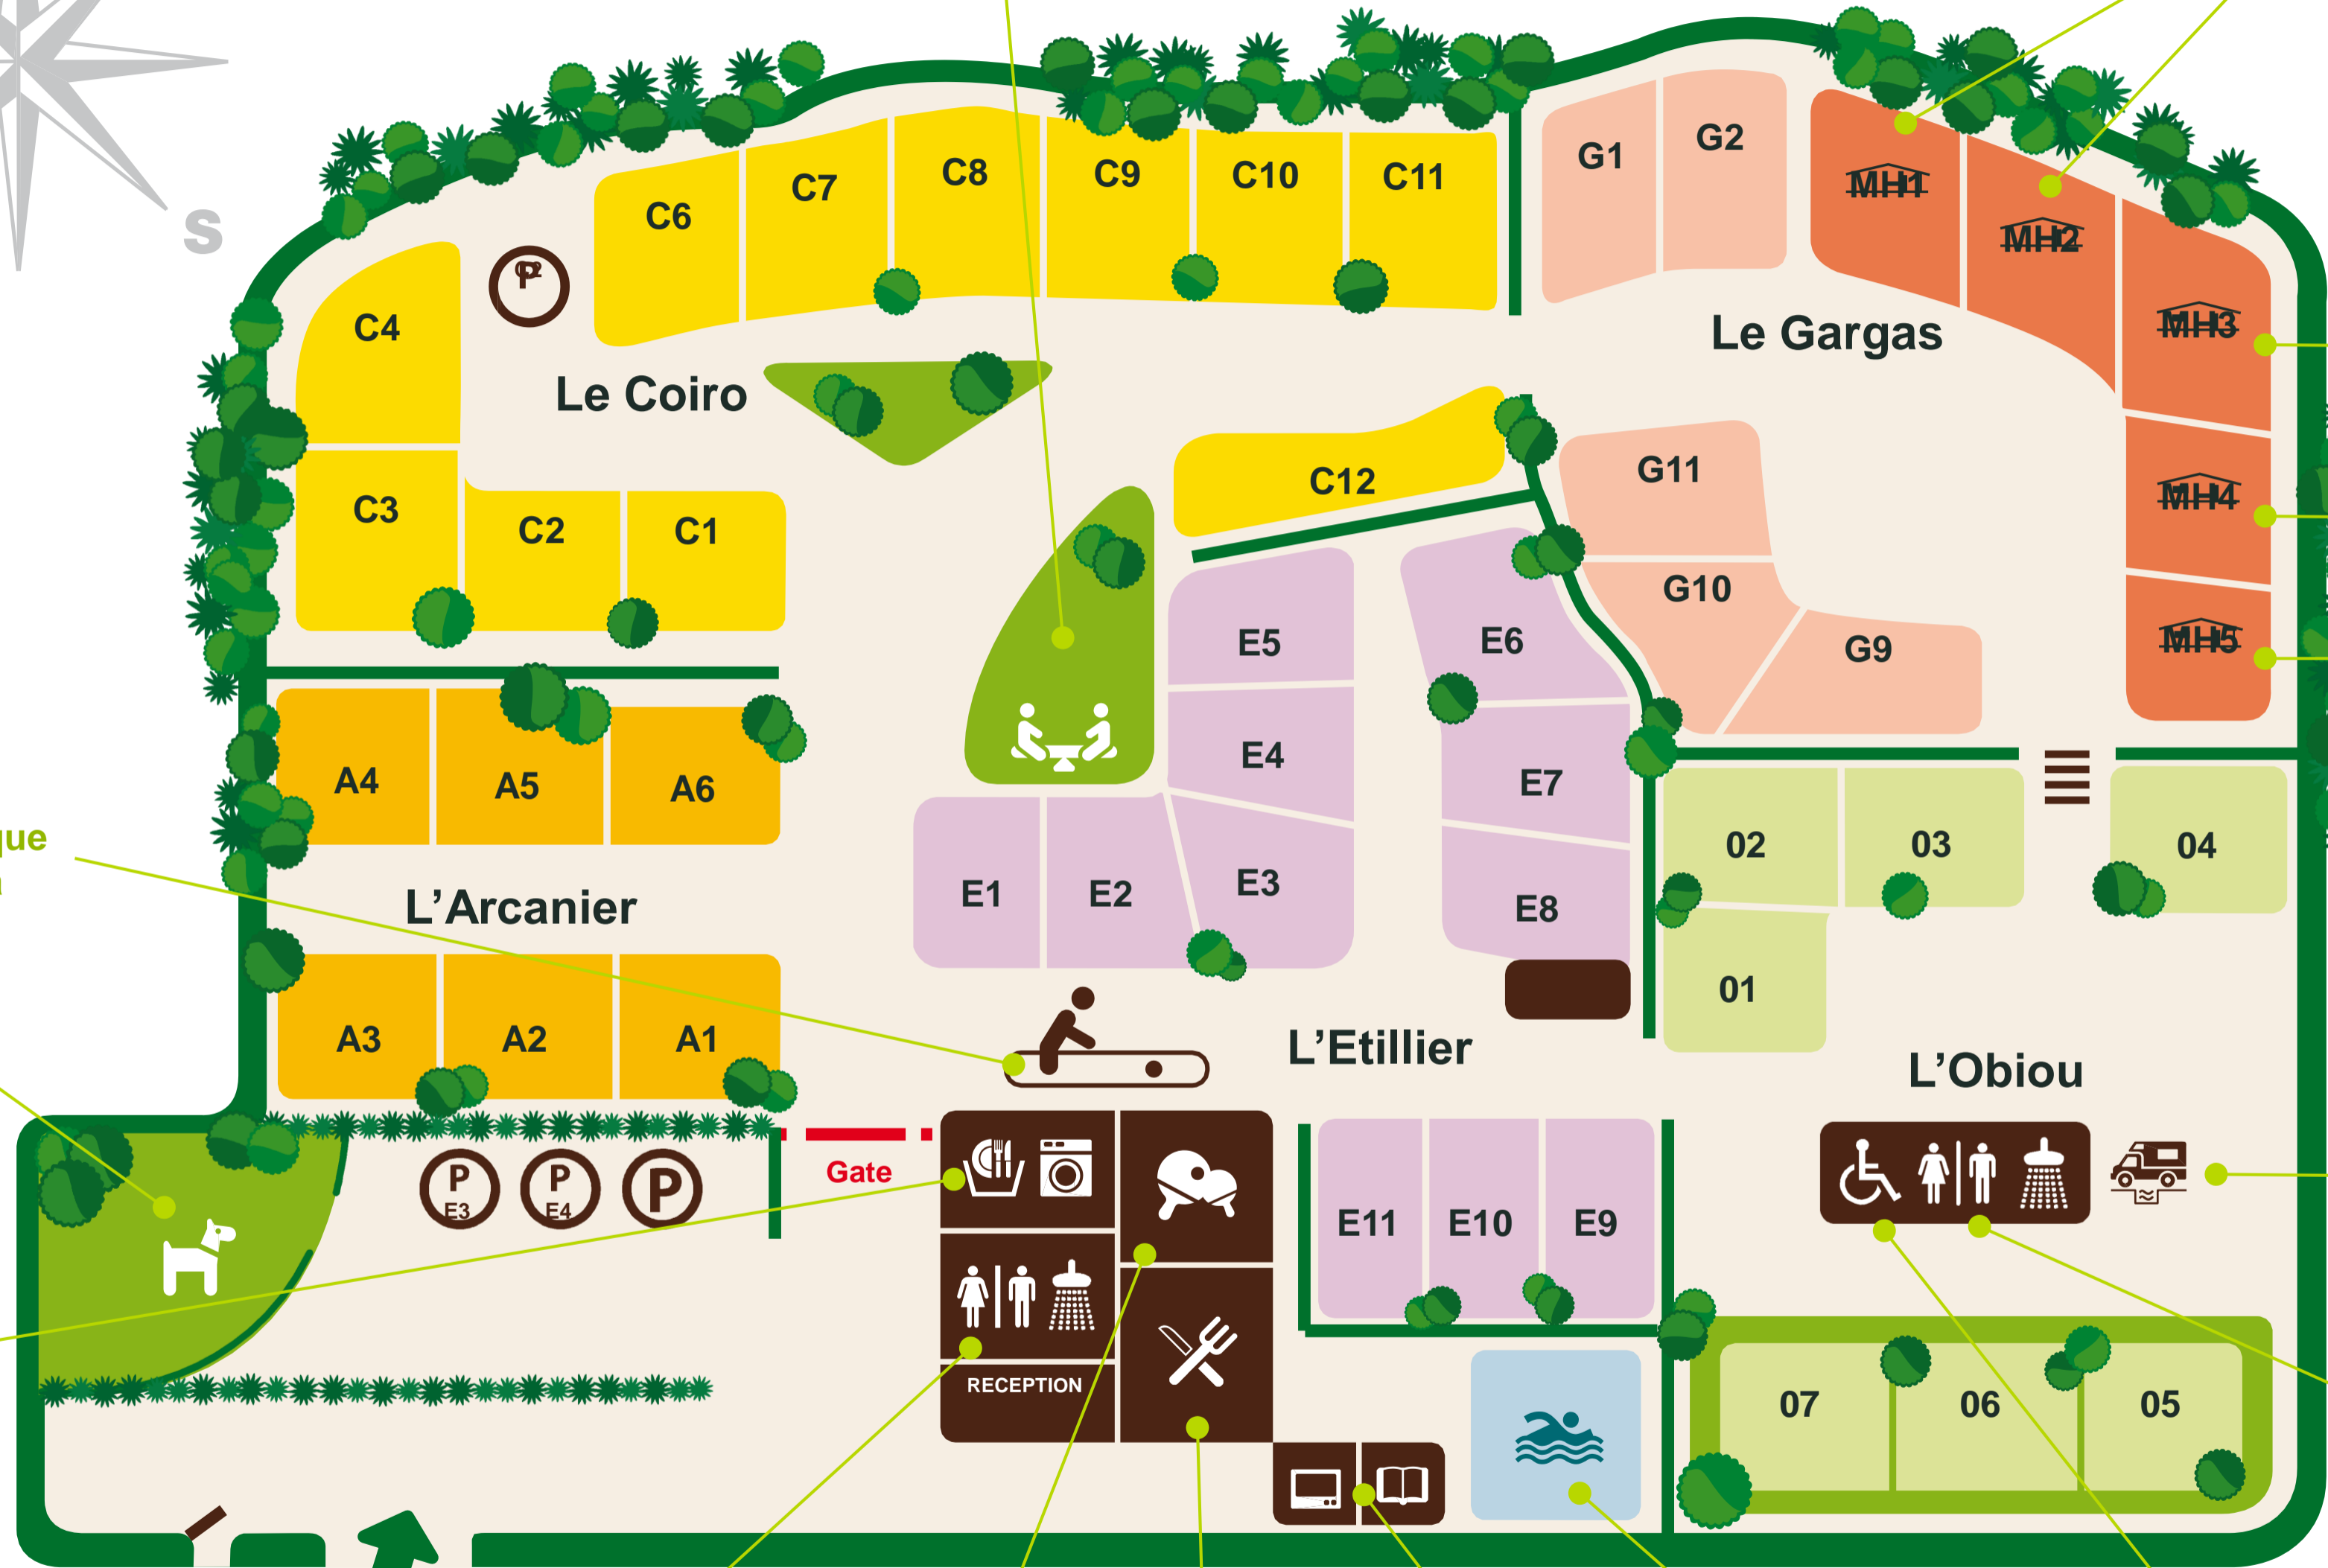 S
G1
G2
C6
C7
C8
C9
C10
C11
MH1
MH2
MH3
P
C4
Le Gargas
Le Coiro
C12
G11
MH4
C3
C2
C1
G10
E5
E6
G9
MH5
A4
A5
A6
E4
E7
que
02
03
04
E1
E2
E3
E8
L’Arcanier
01
A3
A2
A1
L’Etillier
L’Obiou
Gate
P
E3
P
E4
P
E11
E10
E9
RECEPTION
07
06
05